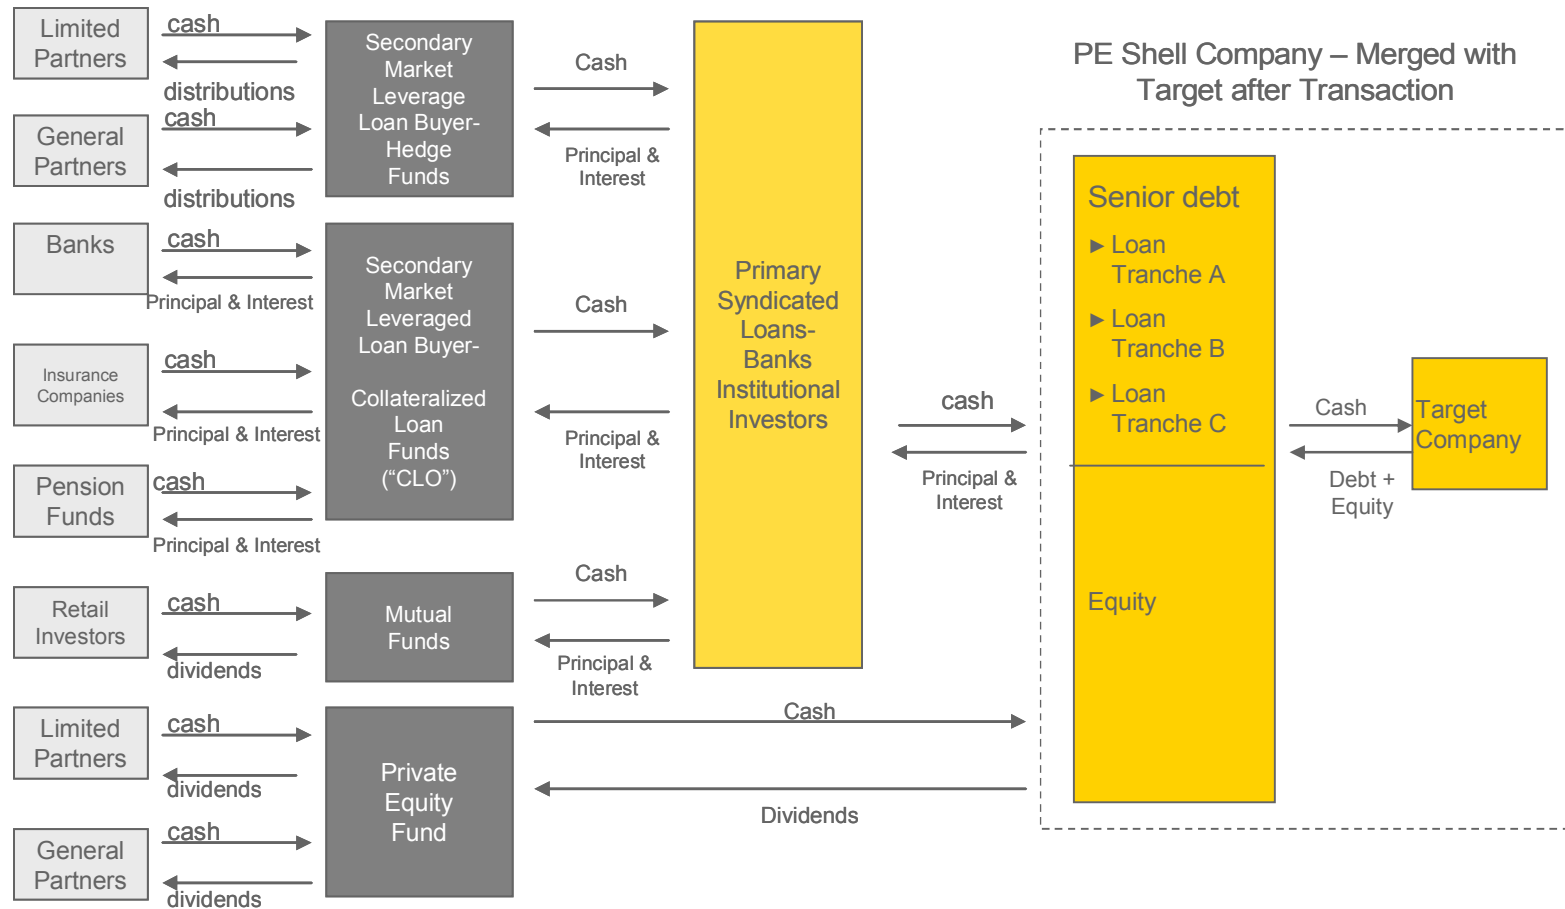 Limited
Partners
cash
distributions
General
Partners
cash
distributions
Secondary
Market
Leverage
Loan Buyer-
Hedge
Funds
Cash
Principal &
Interest
Banks
cash
Principal & Interest
Insurance
Companies
cash
Principal & Interest
Pension
Funds
cash
Principal & Interest
Secondary
Market
Leveraged
Loan Buyer-
Collateralized
Loan
Funds
(“CLO”)
Cash
Principal &
Interest
Retail
Investors
cash
dividends
Mutual
Funds
Cash
Principal &
Interest
Limited
Partners
cash
dividends
General
Partners
cash
dividends
Private
Equity
Fund
Cash
Dividends
Primary
Syndicated
Loans-
Banks
Institutional
Investors
cash
Principal &
Interest
PE Shell Company – Merged with
Target after Transaction
Senior debt
► Loan
Tranche A
► Loan
Tranche B
► Loan
Tranche C
Equity
Cash
Debt +
Equity
Target
Company